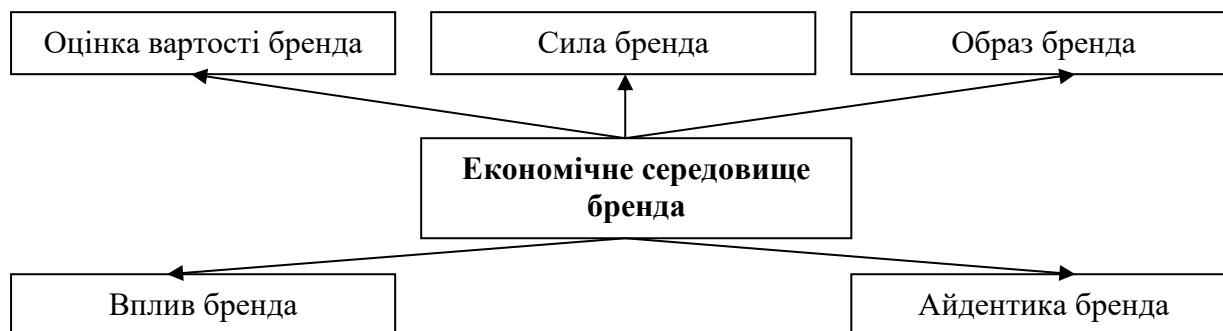 Оцінка вартості бренда
Сила бренда
Образ бренда
Економічне середовище
бренда
Вплив бренда
Айдентика бренда